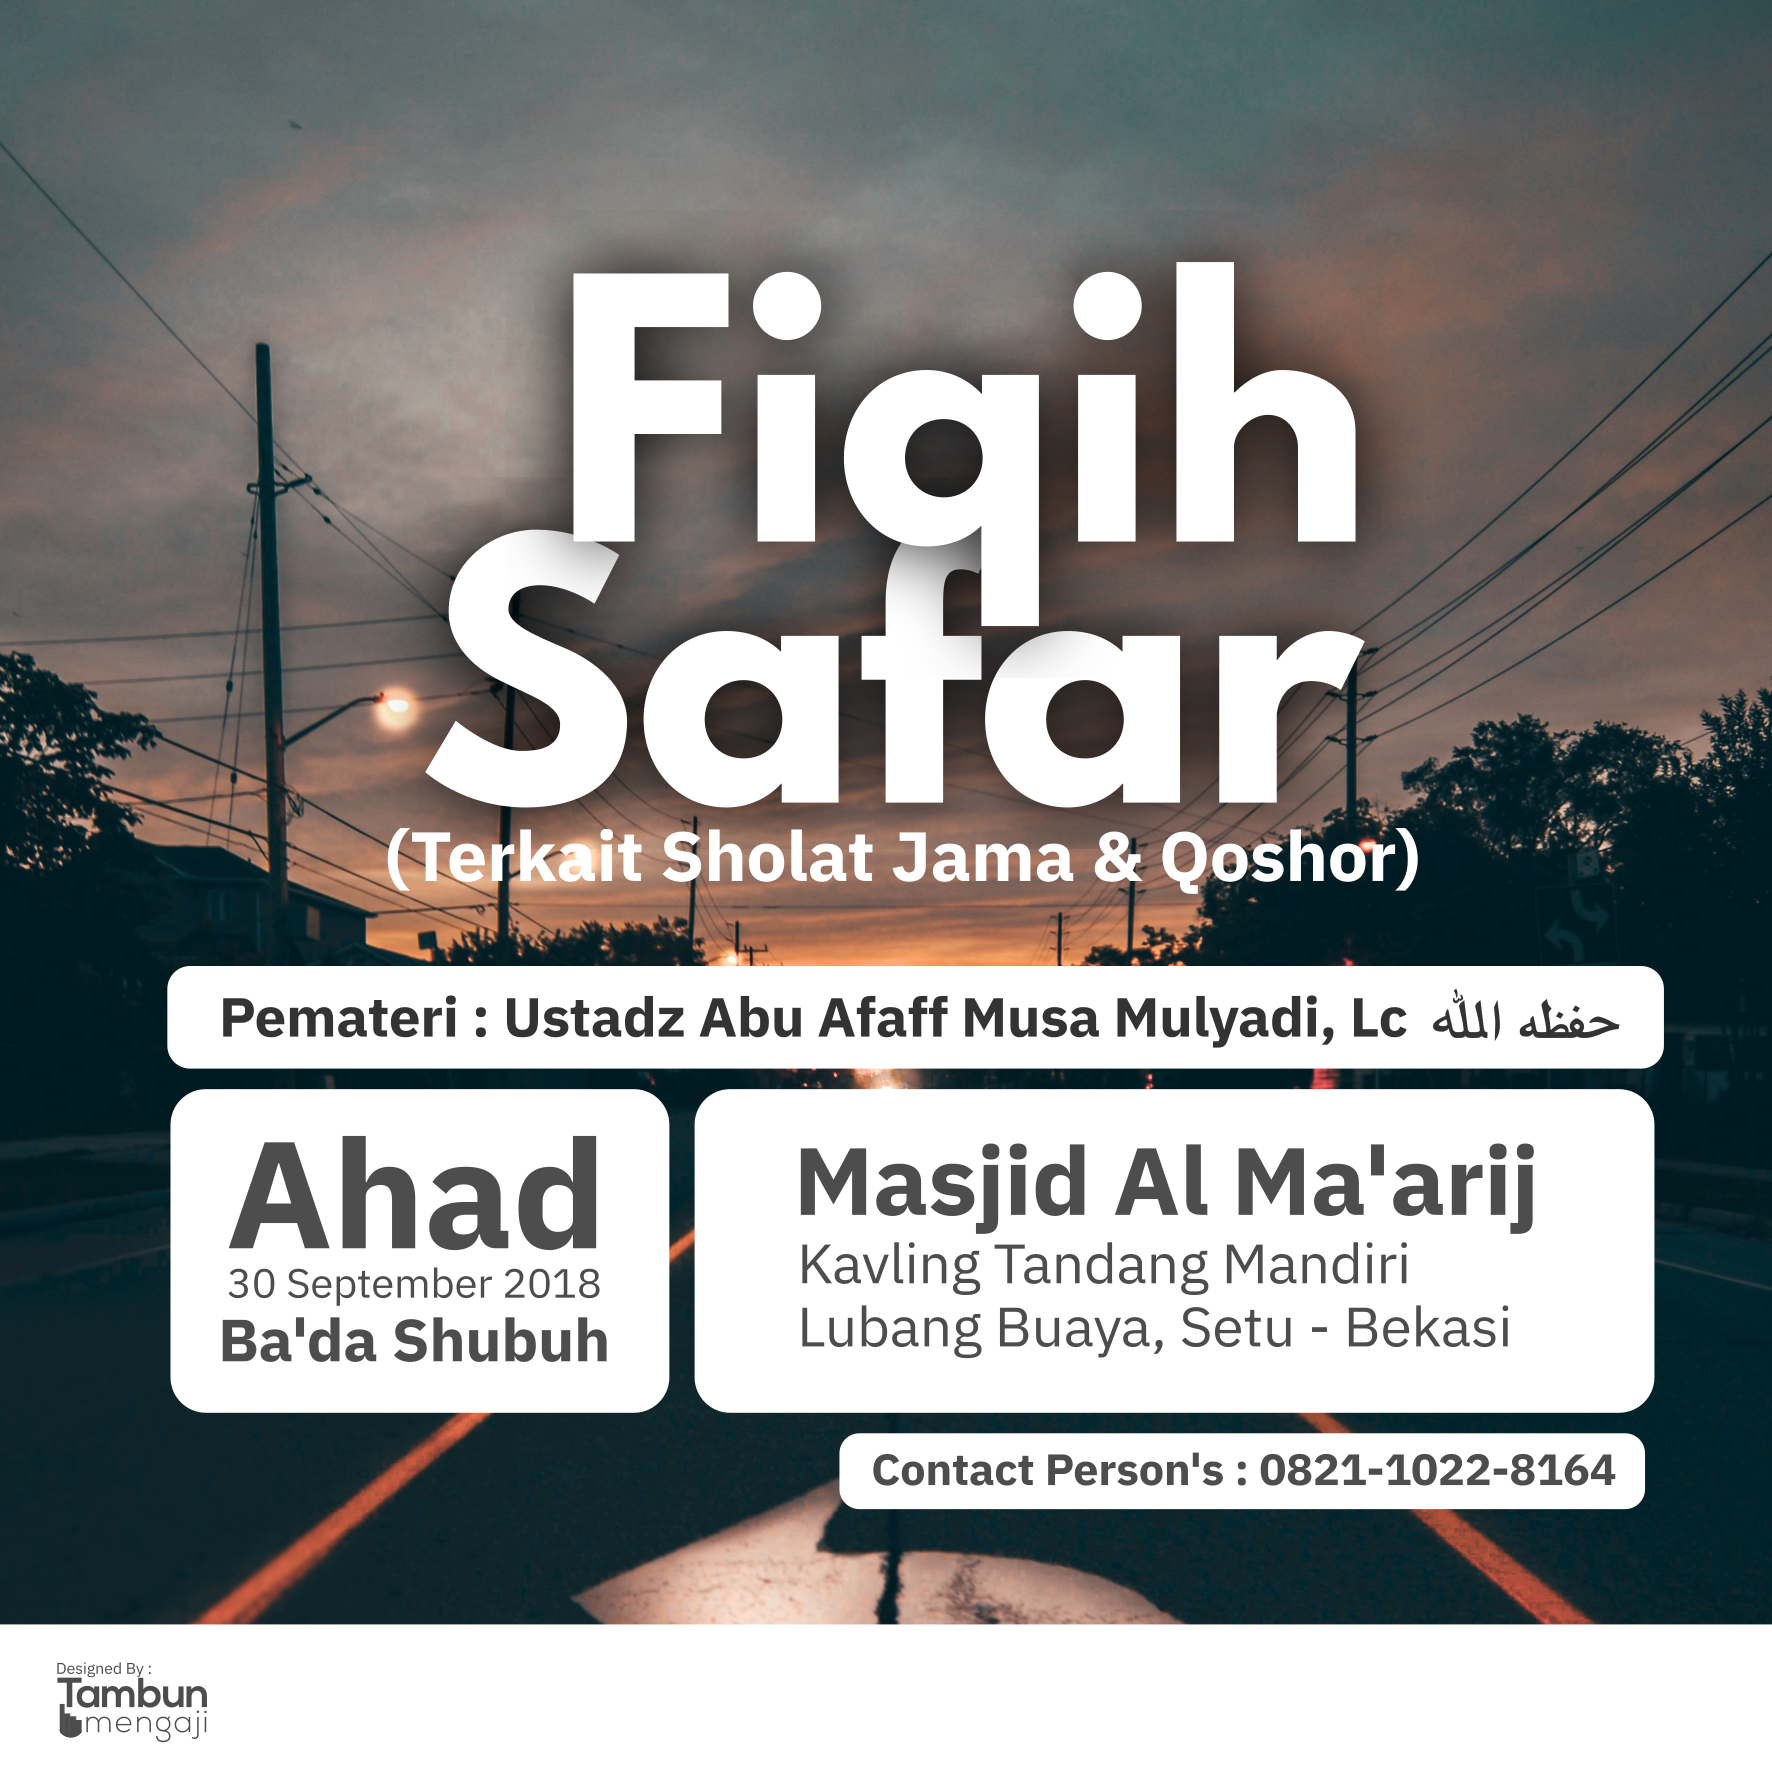 Fiqih
Safar
(Terkait Sholat Jama & Qoshor)
Pemateri : Ustadz Abu Afaff Musa Mulyadi, Lc حفظه الله
Ahad
30 September 2018
Ba'da Shubuh
Masjid Al Ma'arij
Kavling Tandang Mandiri
Lubang Buaya, Setu - Bekasi
Contact Person's : 0821-1022-8164
Designed By :
Tambun
mengaji